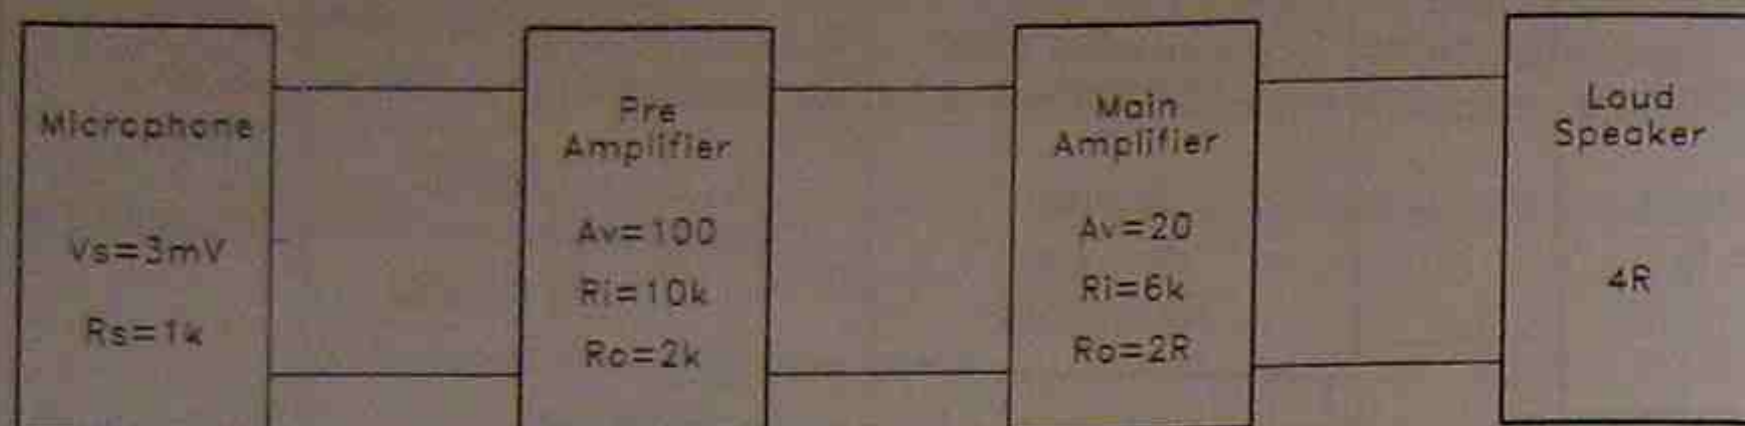 Microphone
Vs=3mV
Rs=1k
Pre
Amplifier
Av=100
Ri=10k
Ro=2k
Main
Amplifier
Av=20
Ri=6k
Ro=2R
Loud
Speaker
4R